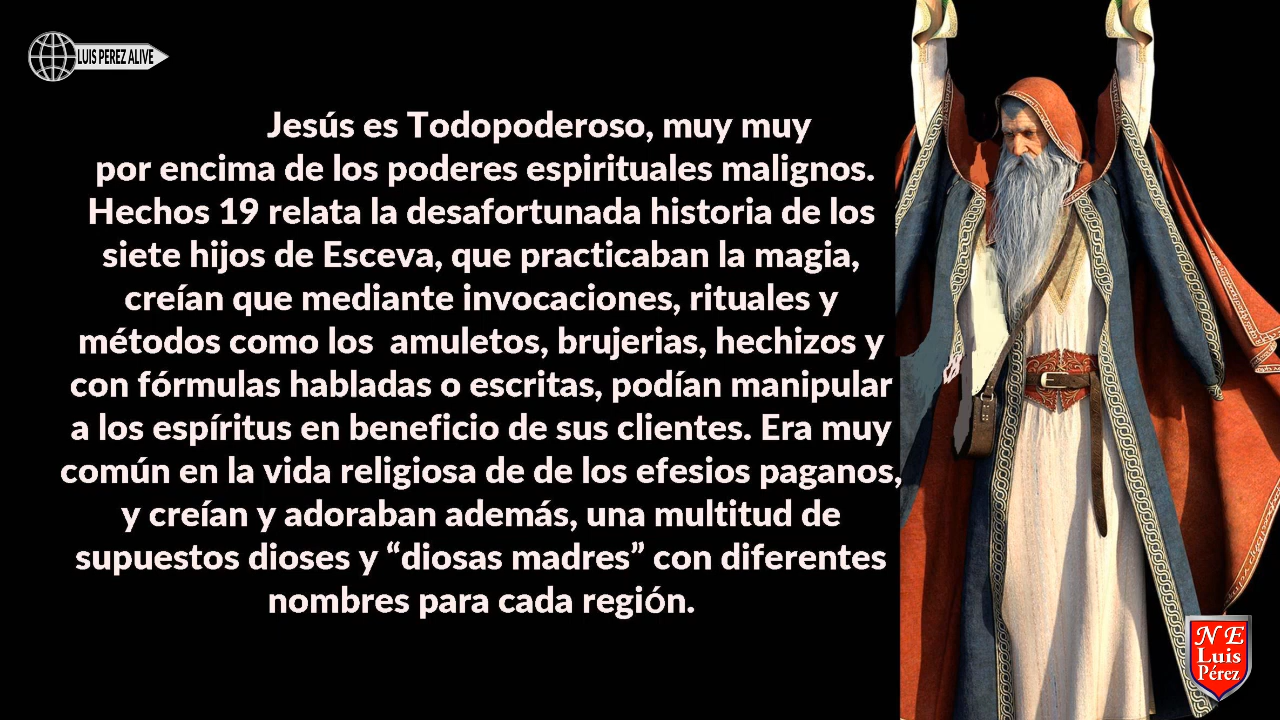 LUIS PEREZ ALIVE
Jesús es Todopoderoso, muy muy
por encima de los poderes espirituales malignos.
Hechos 19 relata la desafortunada historia de los
siete hijos de Esceva, que practicaban la magia,
creían que mediante invocaciones, rituales y
métodos como los  amuletos, brujerias, hechizos y
con fórmulas habladas o escritas, podían manipular
a los espíritus en beneficio de sus clientes. Era muy
común en la vida religiosa de de los efesios paganos,
y creían y adoraban además, una multitud de
supuestos dioses y “diosas madres” con diferentes
nombres para cada región.
N E
Luis
Pérez